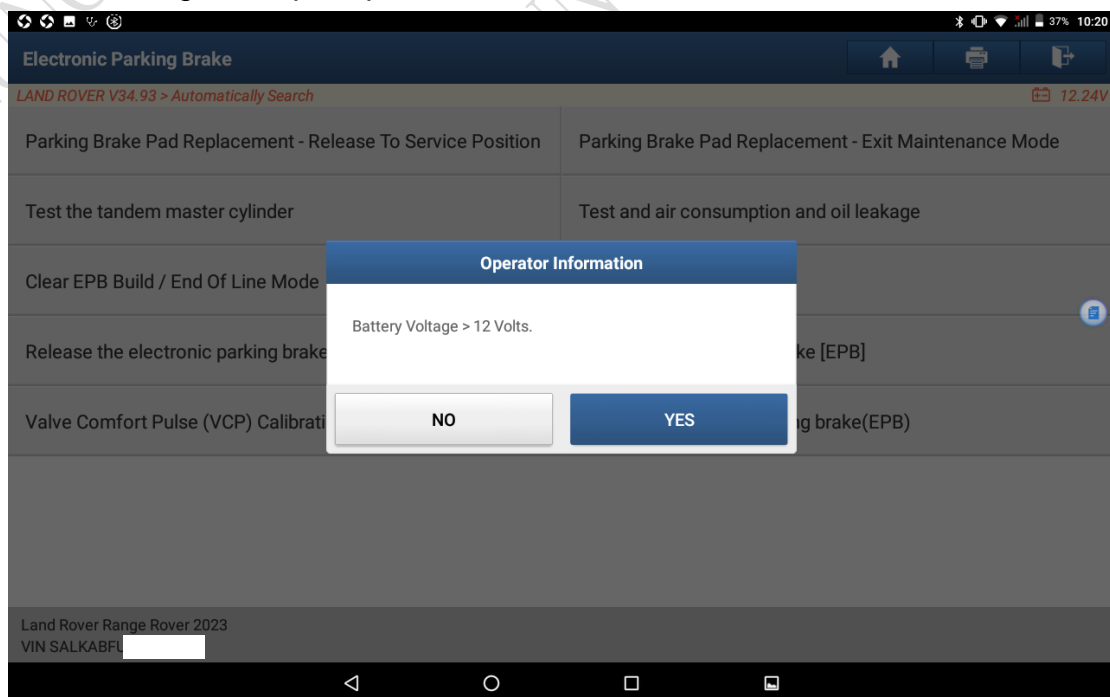 37% 10:20
Electronic Parking Brake
LAND ROVER V34.93 > Automatically Search 12.24V
Parking Brake Pad Replacement - Release To Service Position
Parking Brake Pad Replacement - Exit Maintenance Mode
Test the tandem master cylinder
Test and air consumption and oil leakage
Operator Information
Clear EPB Build / End Of Line Mode
Battery Voltage > 12 Volts.
Release the electronic parking brake
[EPB]
NO
YES
Valve Comfort Pulse (VCP)
brake(EPB)
Land Rover Range Rover 2023
VIN SALKABFU